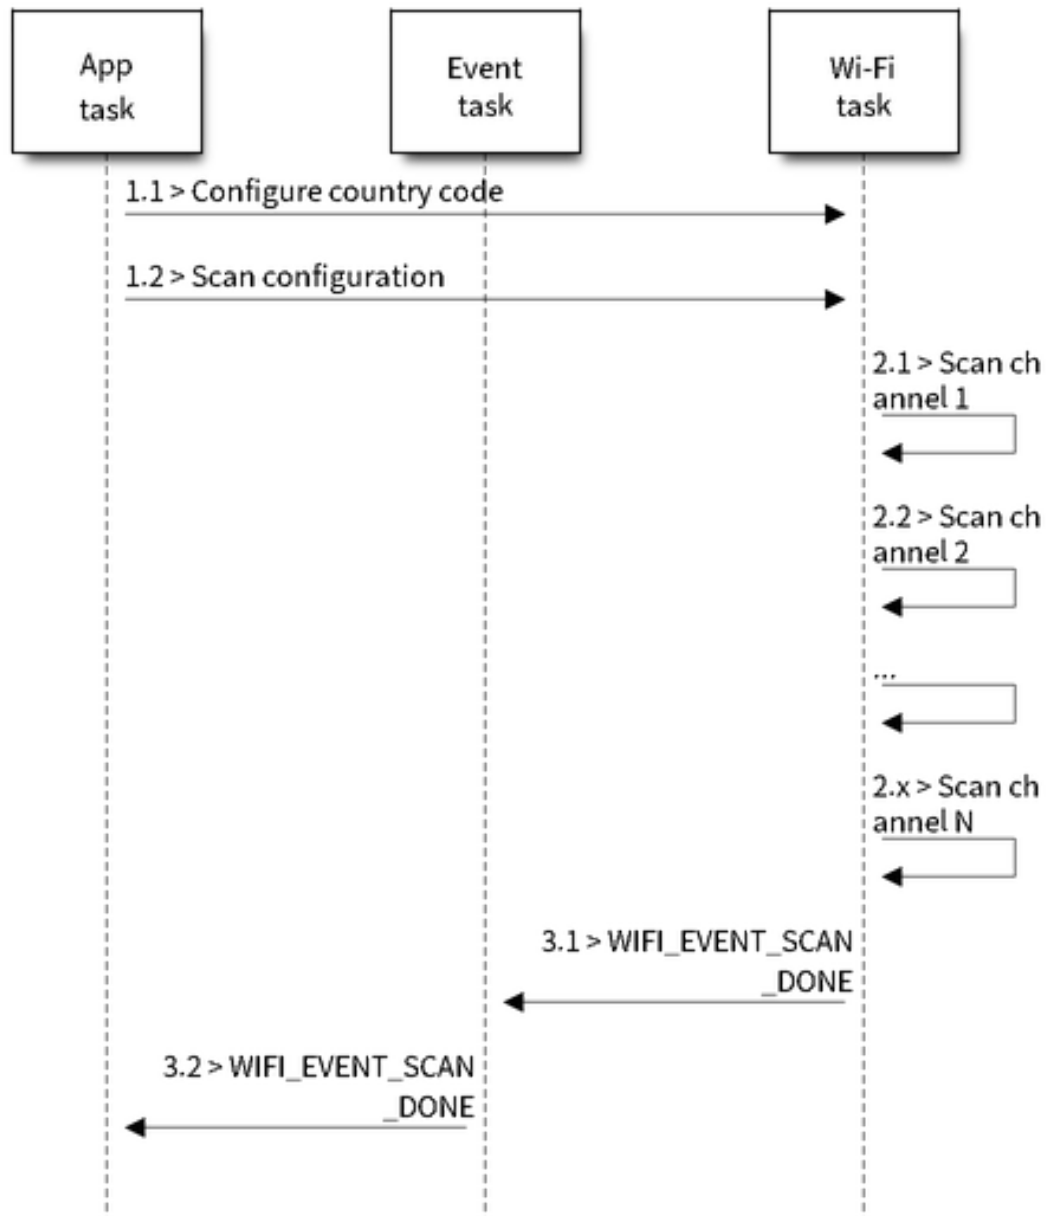 App
task
Event
task
Wi-Fi
task
1.1 > Configure country code
1.2 > Scan configuration
2.1 > Scan ch
annel 1
2.2 > Scan ch
annel 2
...
2.x > Scan ch
annel N
3.1 > WIFI_EVENT_SCAN
_DONE
3.2 > WIFI_EVENT_SCAN
_DONE